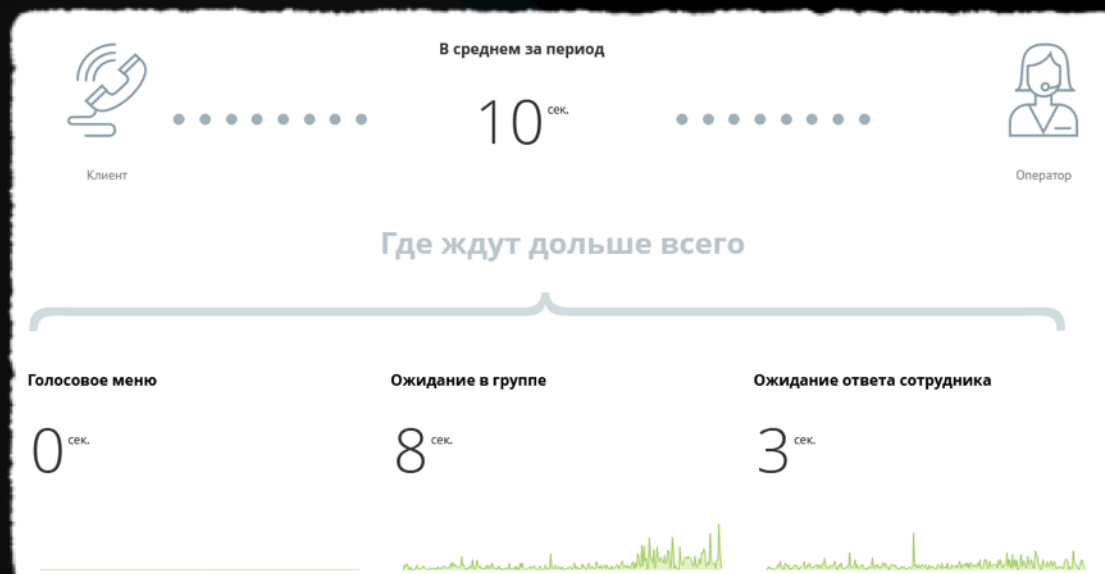 В среднем за период
10 сек.
Клиент
Оператор
Где ждут дольше всего
Голосовое меню
Ожидание в группе
Ожидание ответа сотрудника
0 сек.
8 сек.
3 сек.